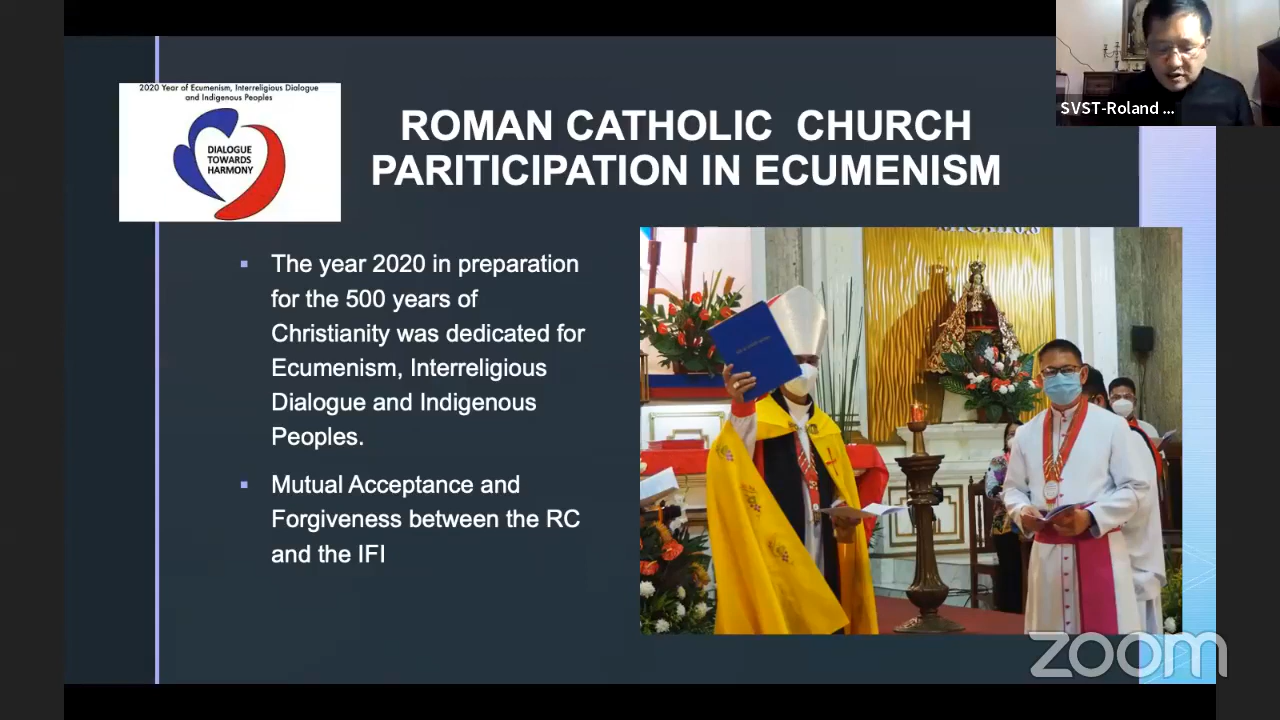 2020 Year of Ecumenism, Interreligious Dialogue
and Indigenous Peoples
DIALOGUE
TOWARDS
HARMONY
ROMAN CATHOLIC CHURCH
PARITICIPATION IN ECUMENISM
SVST-Roland ...
▪ The year 2020 in preparation
for the 500 years of
Christianity was dedicated for
Ecumenism, Interreligious
Dialogue and Indigenous
Peoples.
▪ Mutual Acceptance and
Forgiveness between the RC
and the IFI
zoom